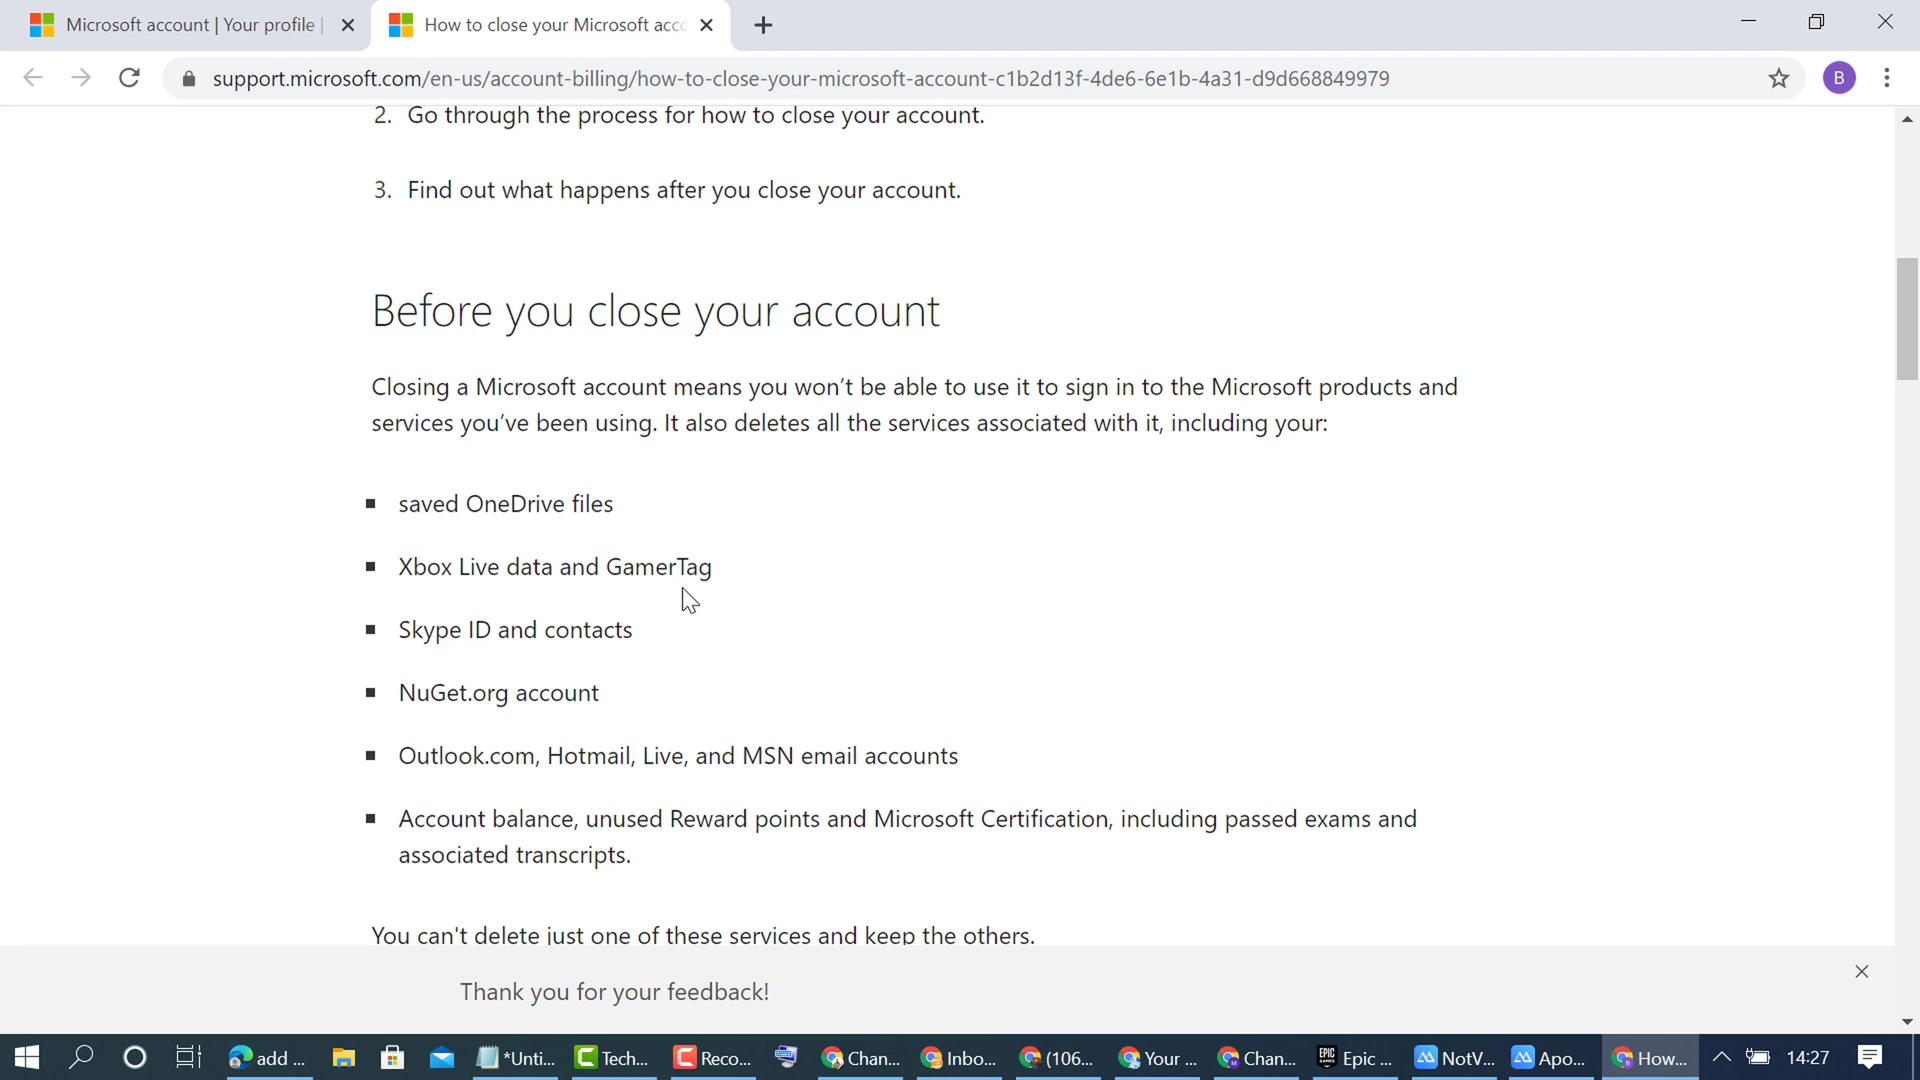 Microsoft account | Your profile |
How to close your Microsoft acc
support.microsoft.com/en-us/account-billing/how-to-close-your-microsoft-account-c1b2d13f-4de6-6e1b-4a31-d9d668849979
B
2. Go through the process for how to close your account.
3. Find out what happens after you close your account.
Before you close your account
Closing a Microsoft account means you won’t be able to use it to sign in to the Microsoft products and
services you’ve been using. It also deletes all the services associated with it, including your:
▪ saved OneDrive files
▪ Xbox Live data and GamerTag
▪ Skype ID and contacts
▪ NuGet.org account
▪ Outlook.com, Hotmail, Live, and MSN email accounts
▪ Account balance, unused Reward points and Microsoft Certification, including passed exams and
associated transcripts.
You can't delete just one of these services and keep the others.
Thank you for your feedback!
add ... *Unti... Tech... Reco... Chan... Inbo... (106... Your ... Chan... EPIC GAMES Epic ... NotV... Apo... How... 14:27